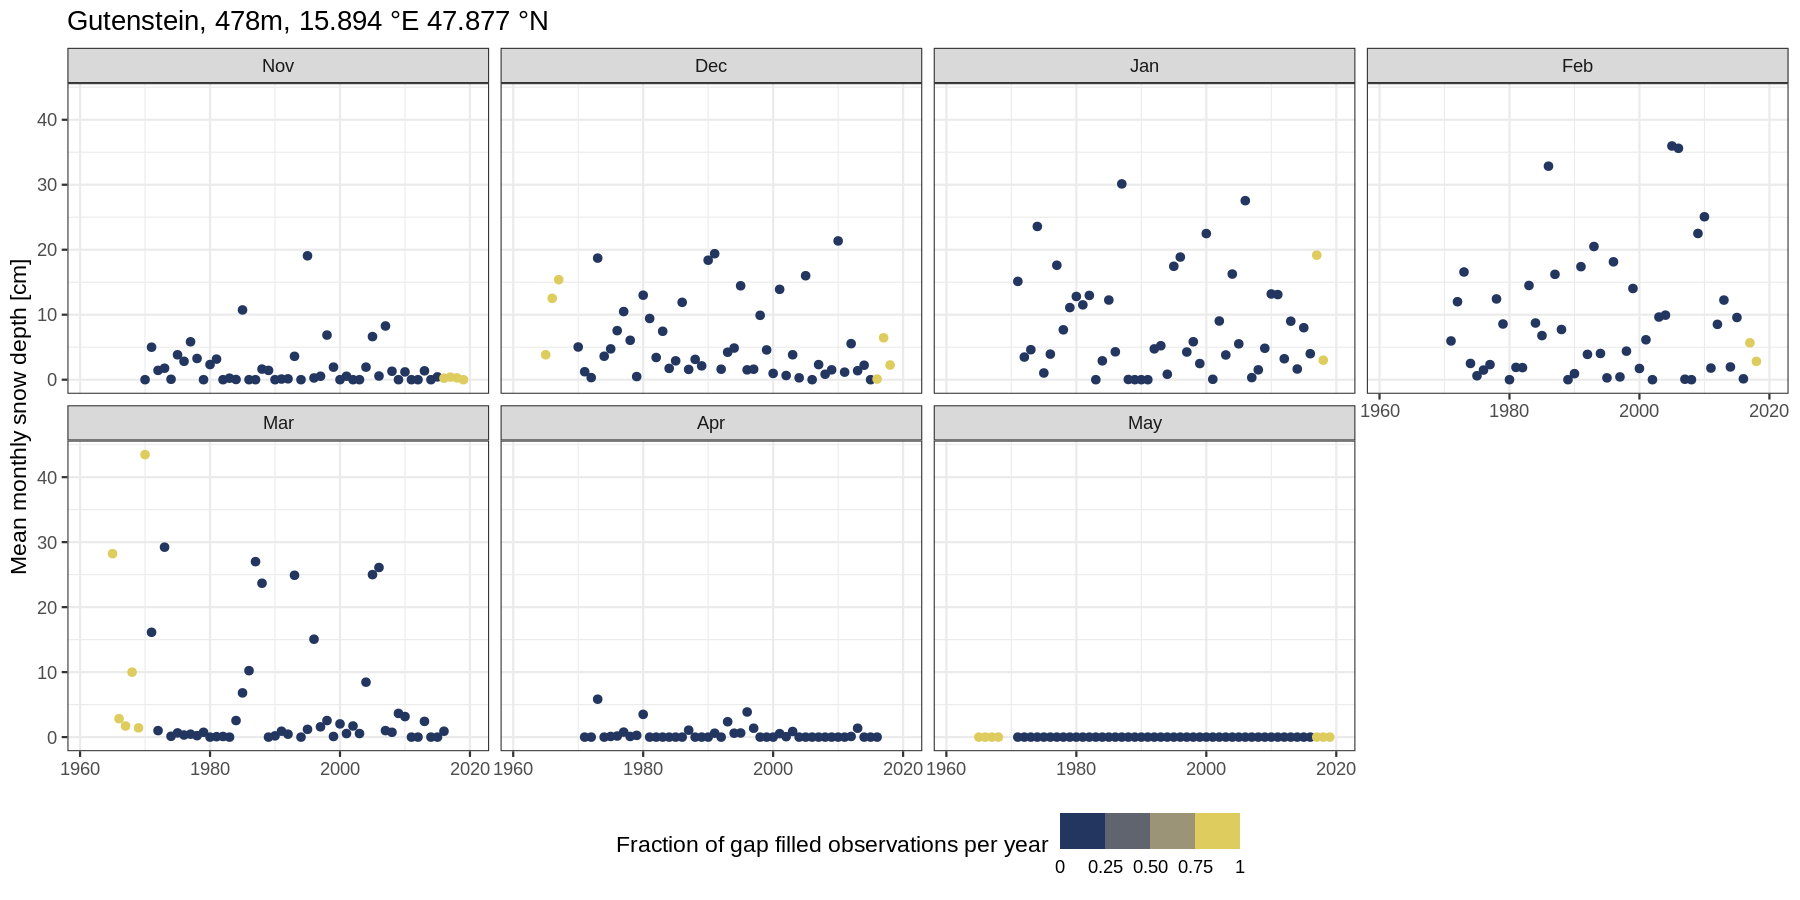 Gutenstein, 478m, 15.894 °E 47.877 °N
Nov Dec Jan Feb
40
30
20
10
0
1960 1980 2000 2020
Mar Apr May
40
30
20
10
0
1960 1980 2000 2020 1960 1980 2000 2020 1960 1980 2000 2020
Mean monthly snow depth [cm]
Fraction of gap filled observations per year
0 0.25 0.50 0.75 1